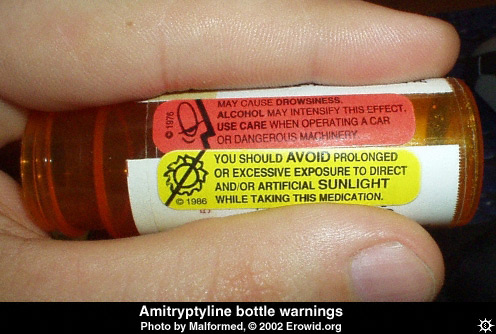 MAY CAUSE DROWSINESS.
ALCOHOL MAY INTENSIFY THIS EFFECT.
USE CARE WHEN OPERATING A CAR
OR DANGEROUS MACHINERY
© 1978
YOU SHOULD AVOID PROLONGED
OR EXCESSIVE EXPOSURE TO DIRECT
AND/OR ARTIFICIAL SUNLIGHT
WHILE TAKING THIS MEDICATION.
© 1986
Amitryptyline bottle warnings
Photo by Malformed, © 2002 Erowid.org